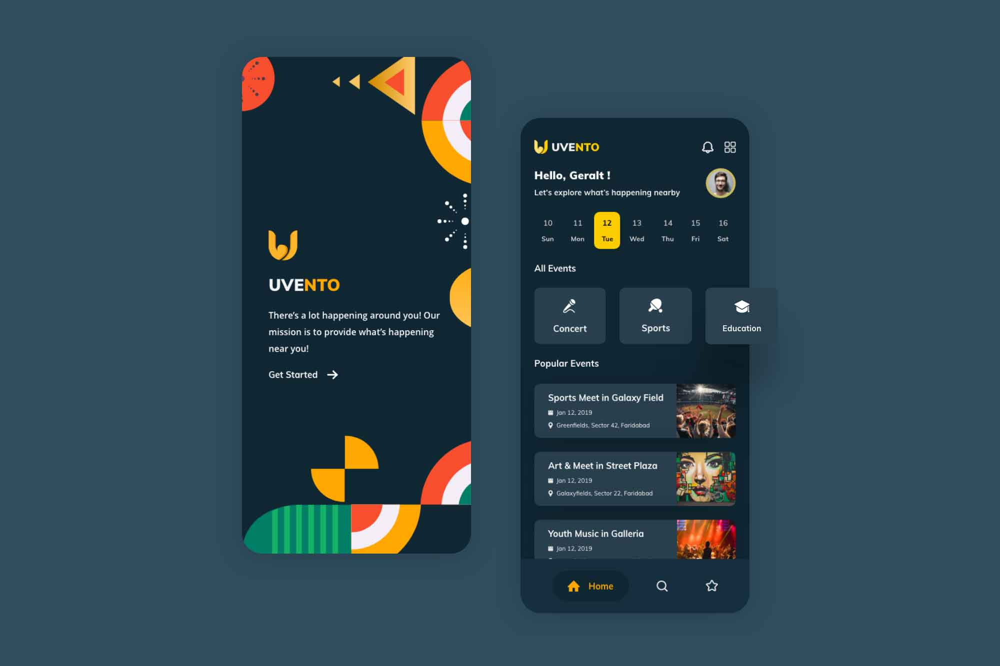 UVENTO
There's a lot happening around you! Our
mission is to provide what's happening
near you!
Get Started
UVENTO
Hello, Geralt !
Let's explore what's happening nearby
10 11 12 13 14 15 16
Sun Mon Tue Wed Thu Fri Sat
All Events
Concert Sports Education
Popular Events
Sports Meet in Galaxy Field
Jan 12, 2019
Greenfields, Sector 42, Faridabad
Art & Meet in Street Plaza
Jan 12, 2019
Galaxyfields, Sector 22, Faridabad
Youth Music in Galleria
Jan 12, 2019
Home